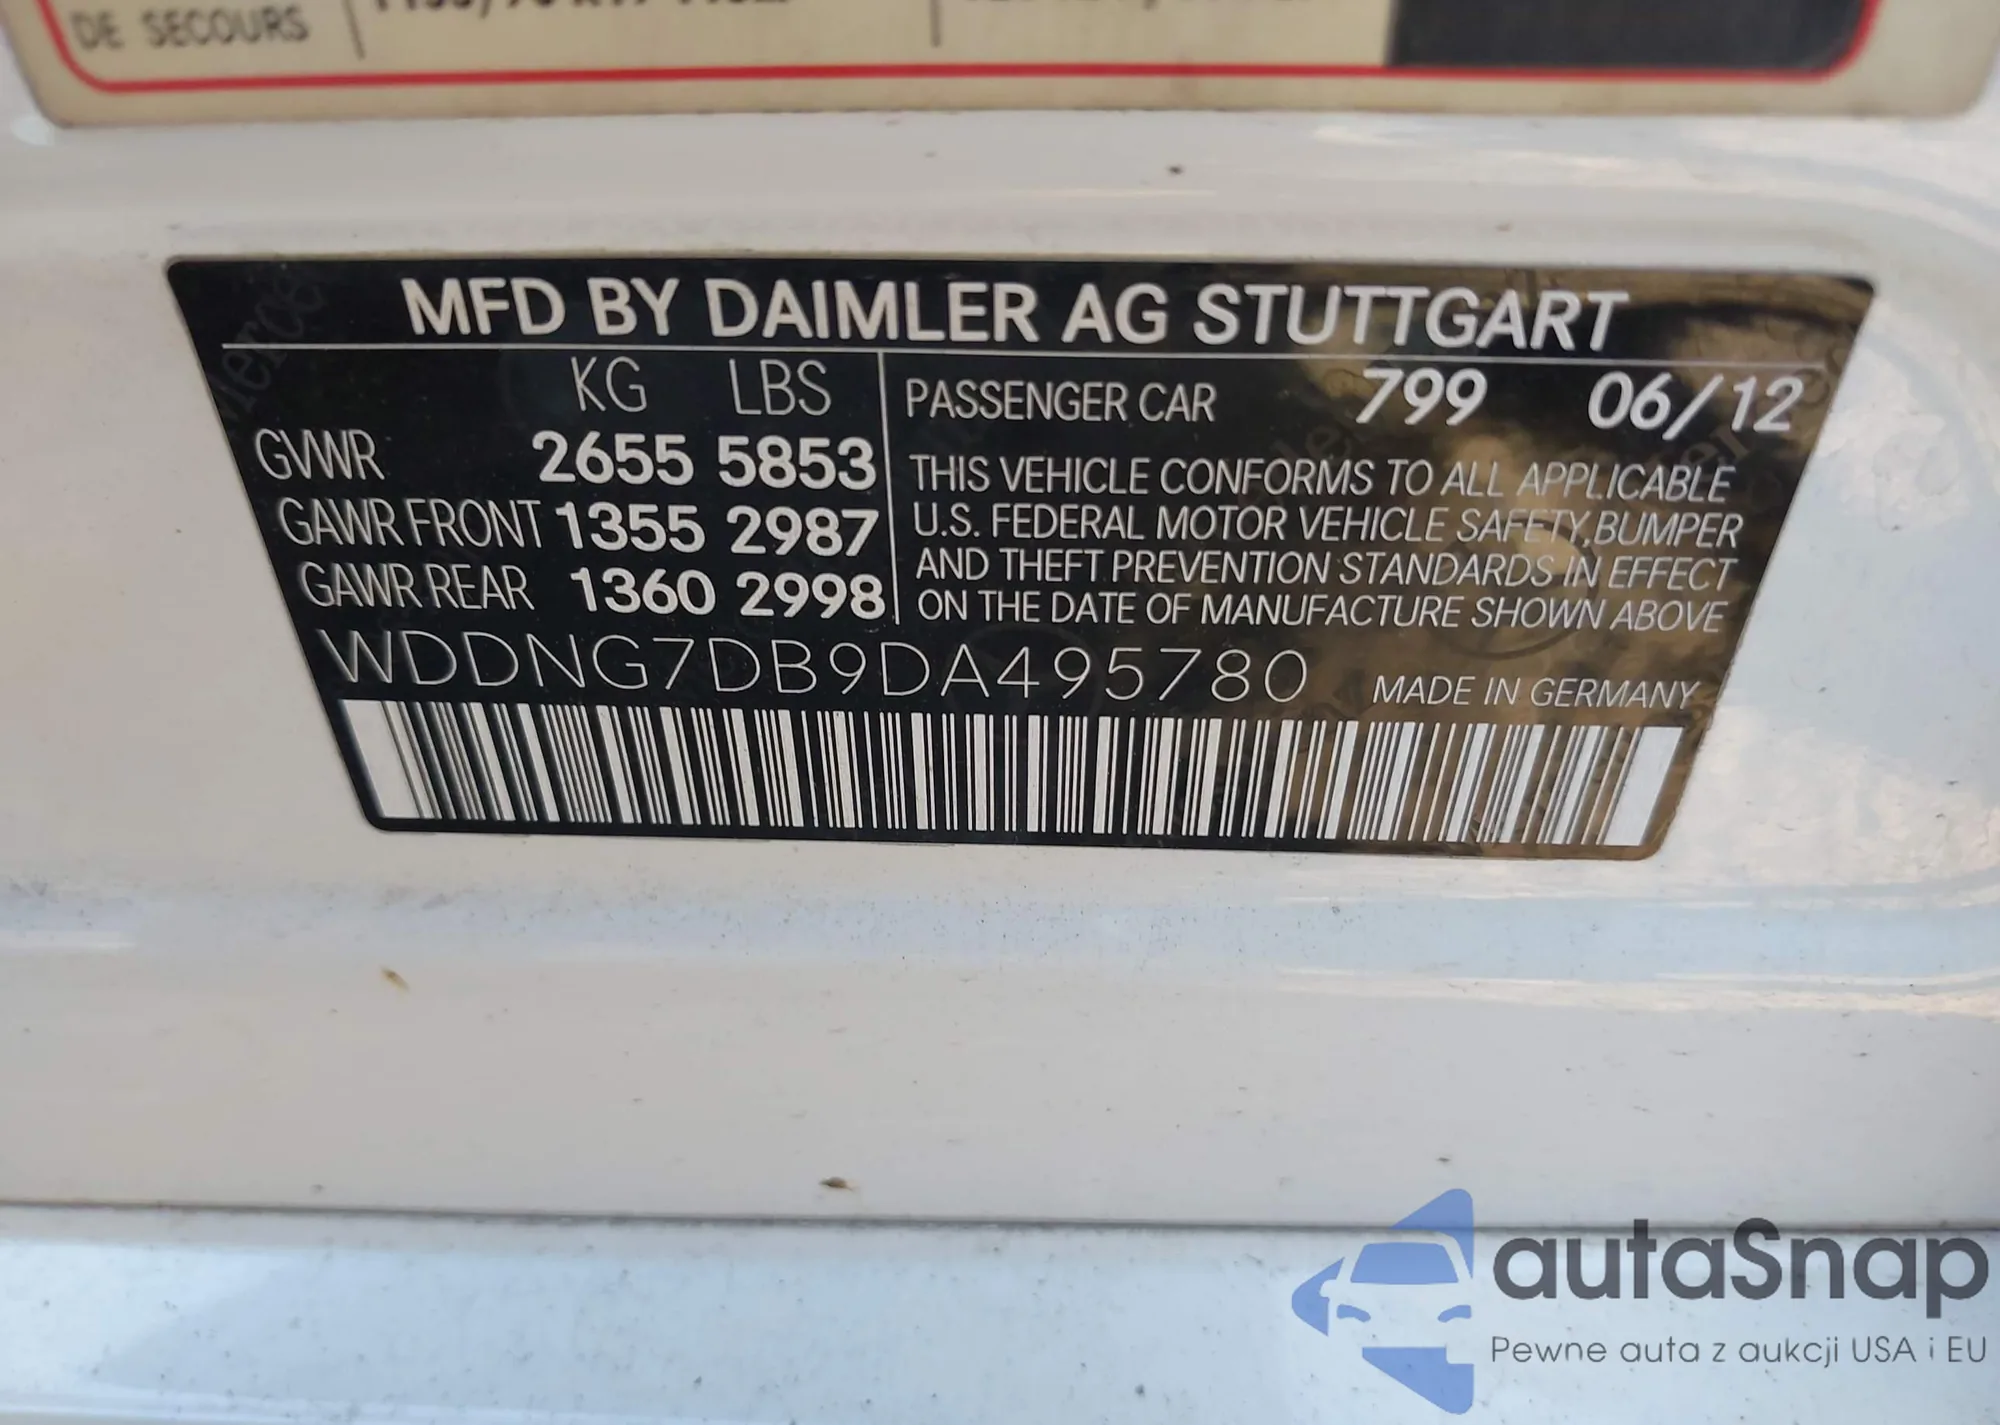 DE SECOURS
MFD BY DAIMLER AG STUTTGART
KG LBS
GVWR 2655 5853
GAWR FRONT 1355 2987
GAWR REAR 1360 2998
PASSENGER CAR 799 06/12
THIS VEHICLE CONFORMS TO ALL APPLICABLE
U.S. FEDERAL MOTOR VEHICLE SAFETY, BUMPER
AND THEFT PREVENTION STANDARDS IN EFFECT
ON THE DATE OF MANUFACTURE SHOWN ABOVE
WDDNG7DB9DA495780
MADE IN GERMANY
autaSnap
Pewne auta z aukcji USA i EU